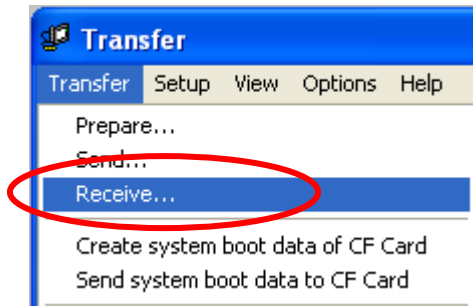 Transfer
Transfer Setup View Options Help
Prepare...
Send...
Receive...
Create system boot data of CF Card
Send system boot data to CF Card